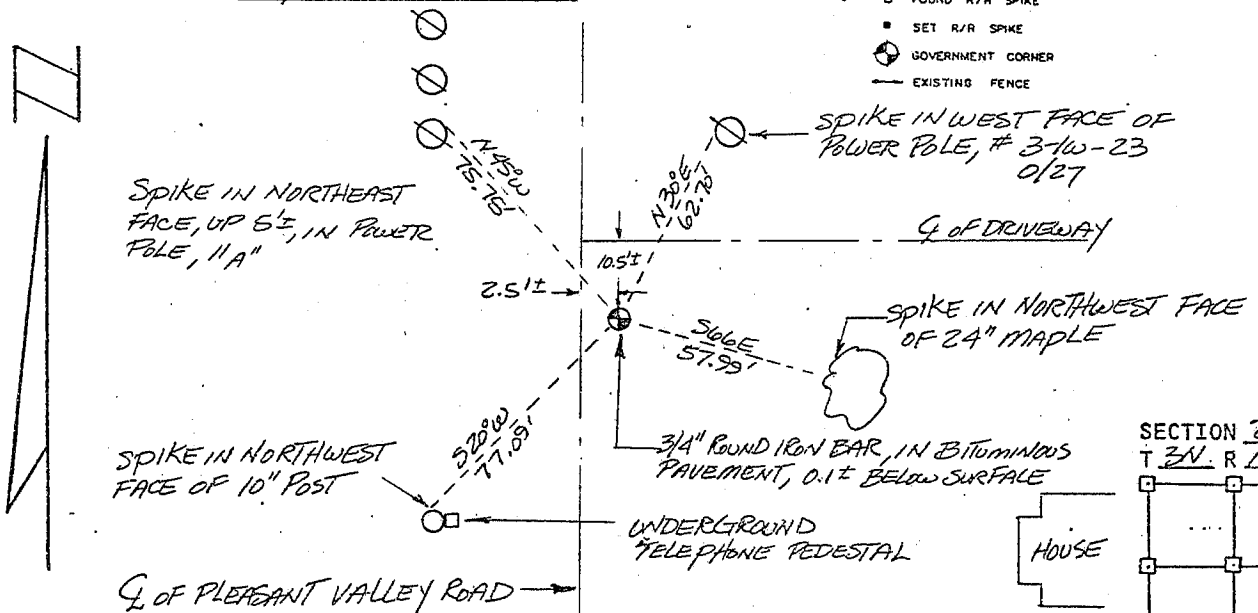 FOUND R/R SPIKE
SET R/R SPIKE
GOVERNMENT CORNER
EXISTING FENCE
SPIKE IN WEST FACE OF
POWER POLE, # 3-1W-23
0/27
N 45° W
75.75'
N 30° E
62.70'
SPIKE IN NORTHEAST
FACE, UP 5'±, IN POWER
POLE, "A"
℄ OF DRIVEWAY
10.5'±
2.5'±
SPIKE IN NORTHWEST FACE
OF 24" MAPLE
S66E
57.99'
S20°W
77.09'
3/4" ROUND IRON BAR, IN BITUMINOUS
PAVEMENT, 0.1± BELOW SURFACE
SPIKE IN NORTHWEST
FACE OF 10" POST
SECTION
T 3N. R
UNDERGROUND
TELEPHONE PEDESTAL
HOUSE
℄ OF PLEASANT VALLEY ROAD